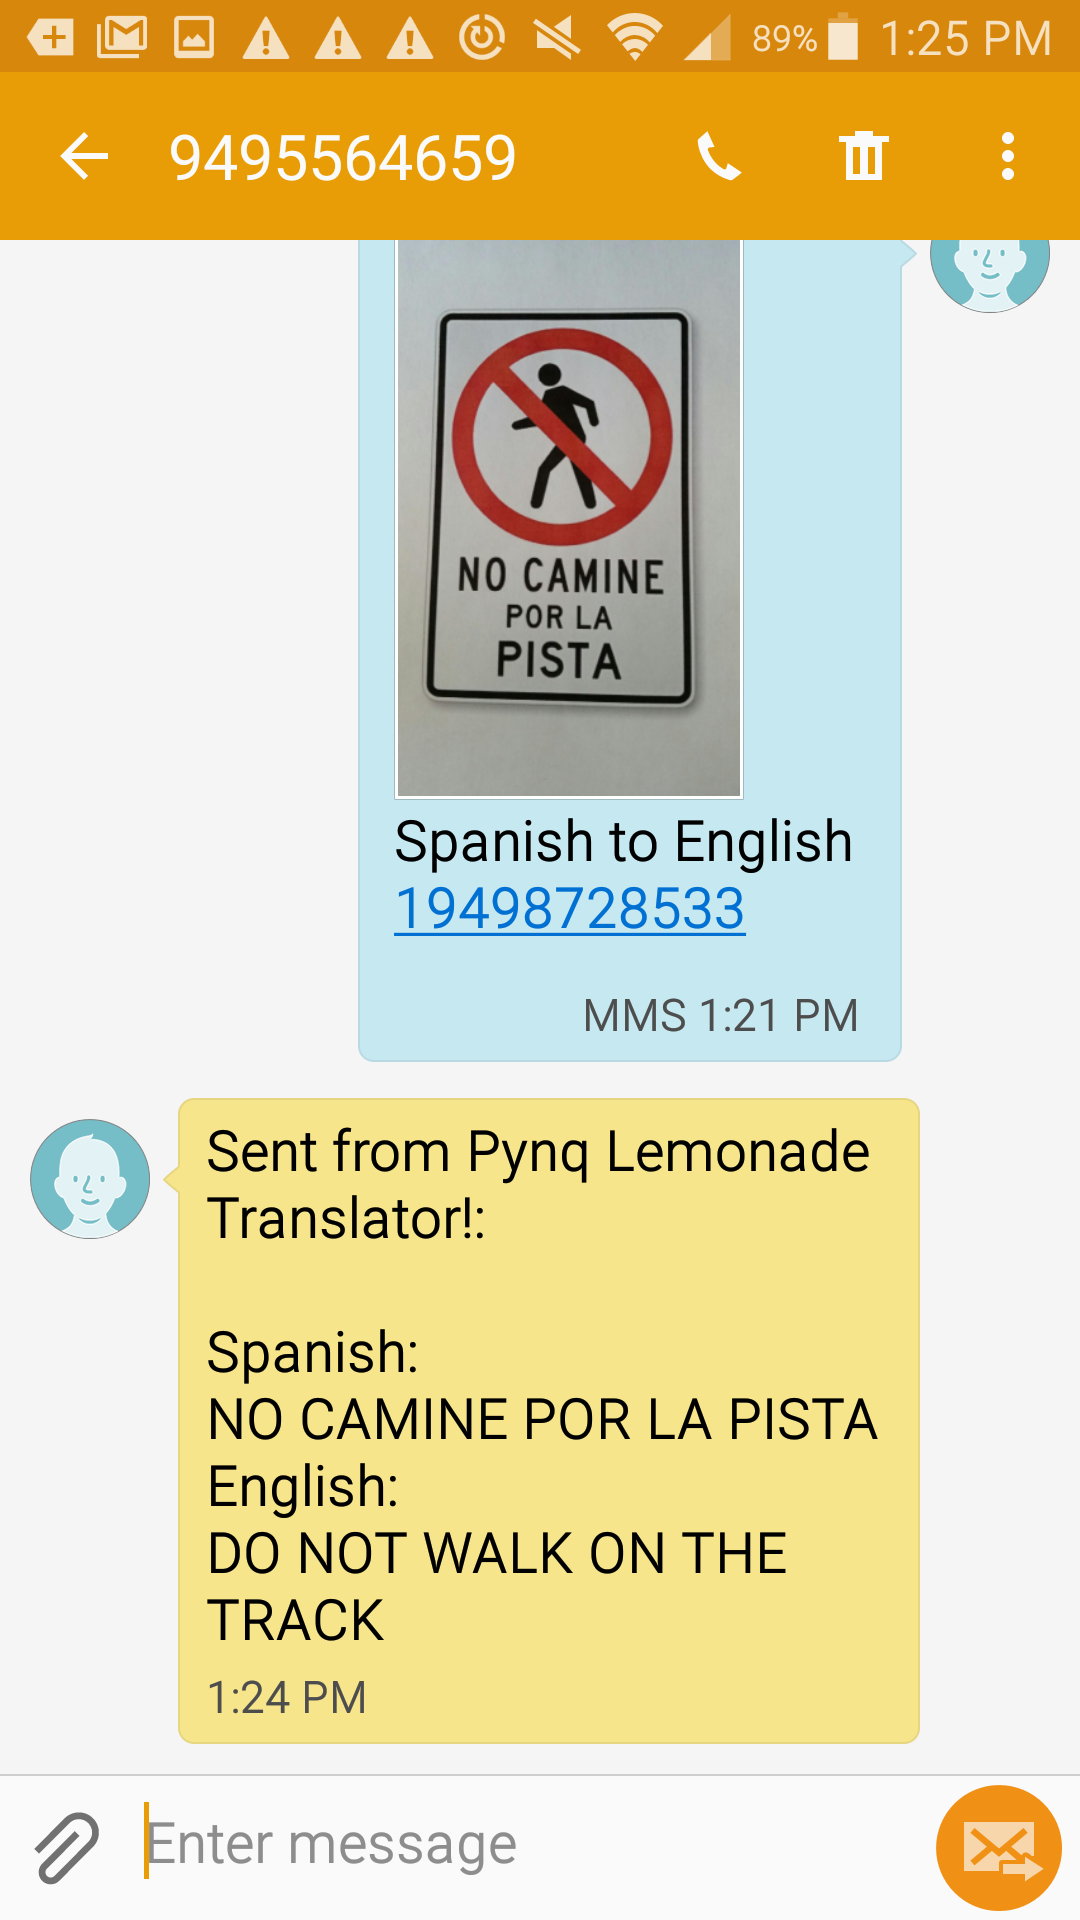 89% 1:25 PM
9495564659
NO CAMINE
POR LA
PISTA
Spanish to English
19498728533
MMS 1:21 PM
Sent from Pynq Lemonade
Translator!:
Spanish:
NO CAMINE POR LA PISTA
English:
DO NOT WALK ON THE
TRACK
1:24 PM
Enter message